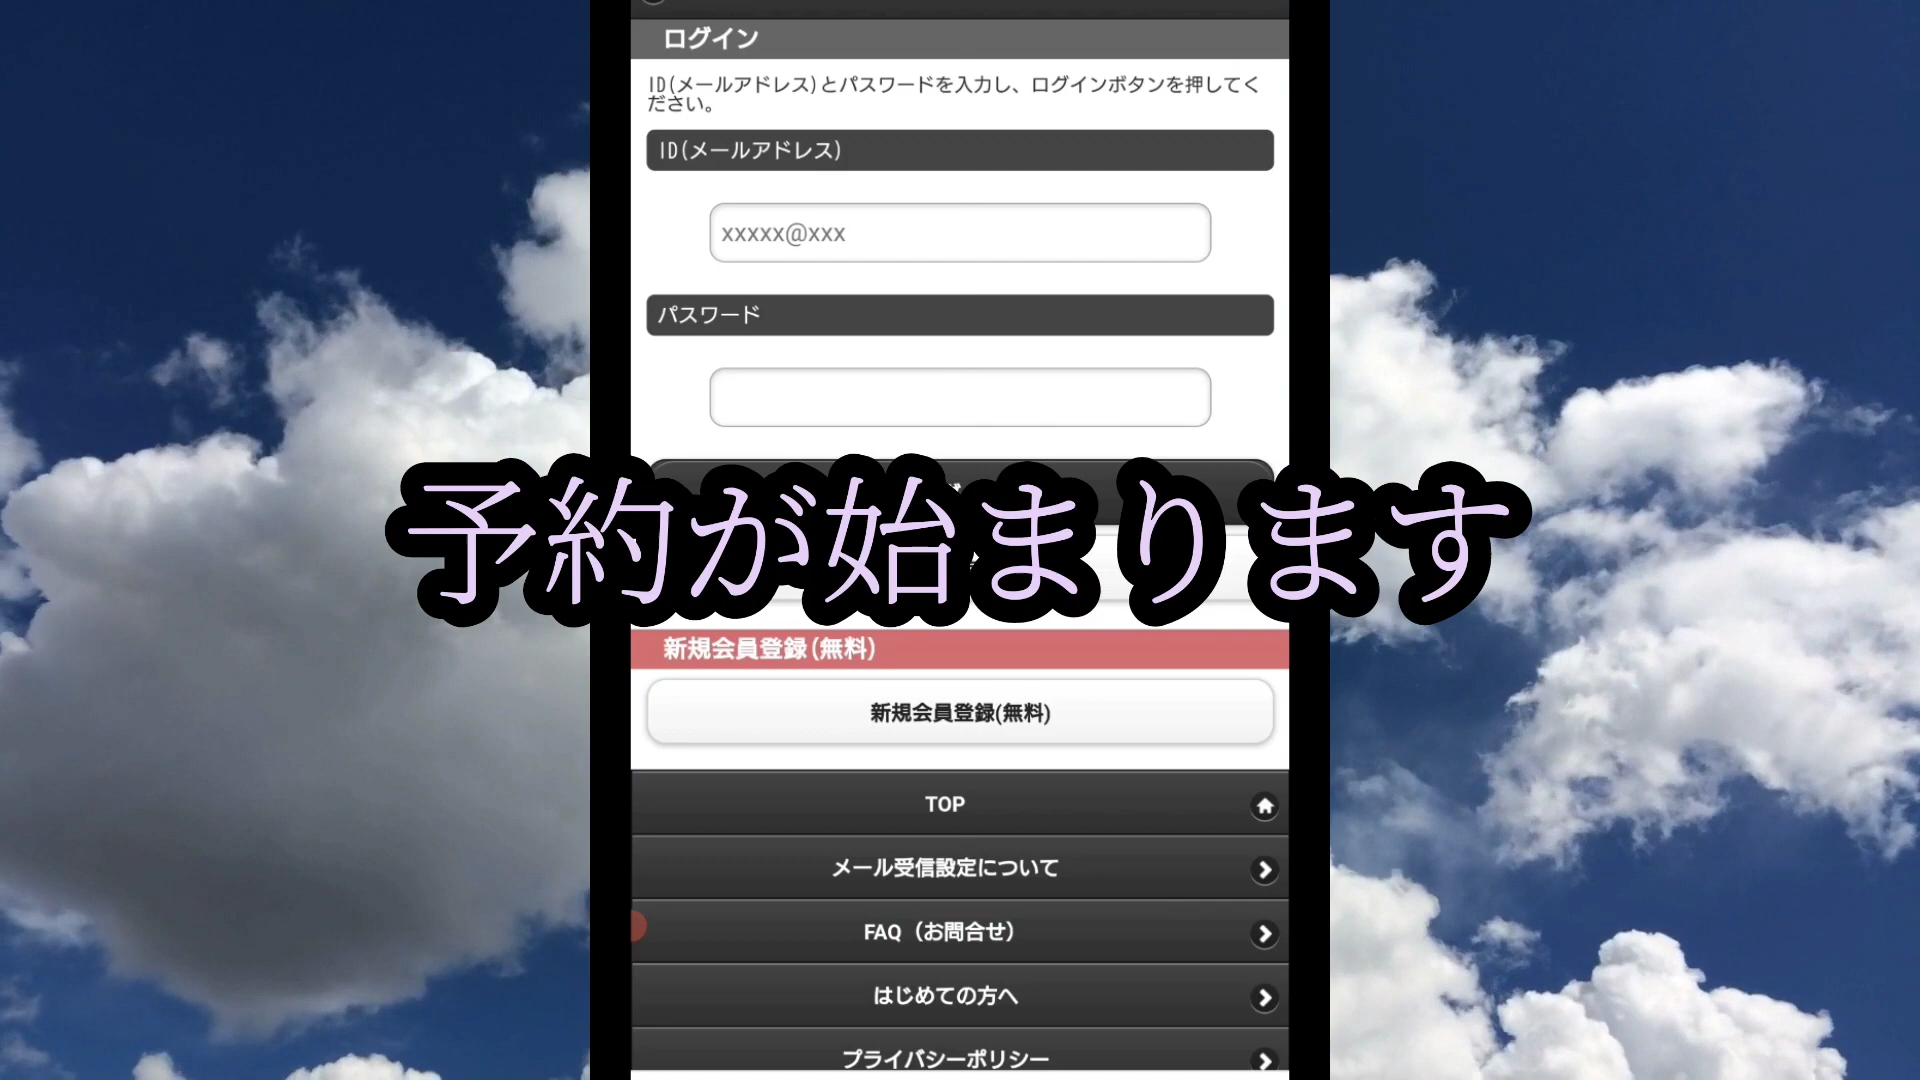 ログイン
ID(メールアドレス)とパスワードを入力し、ログインボタンを押してく
ださい。
ID(メールアドレス)
xxxxx@xxx
パスワード
予約が始まります
新規会員登録(無料)
新規会員登録(無料)
TOP
メール受信設定について
FAQ（お問合せ）
はじめての方へ
プライバシーポリシー